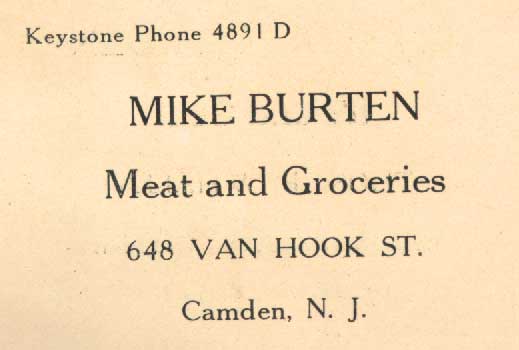 Keystone Phone 4891 D
MIKE BURTEN
Meat and Groceries
648 VAN HOOK ST.
Camden, N. J.